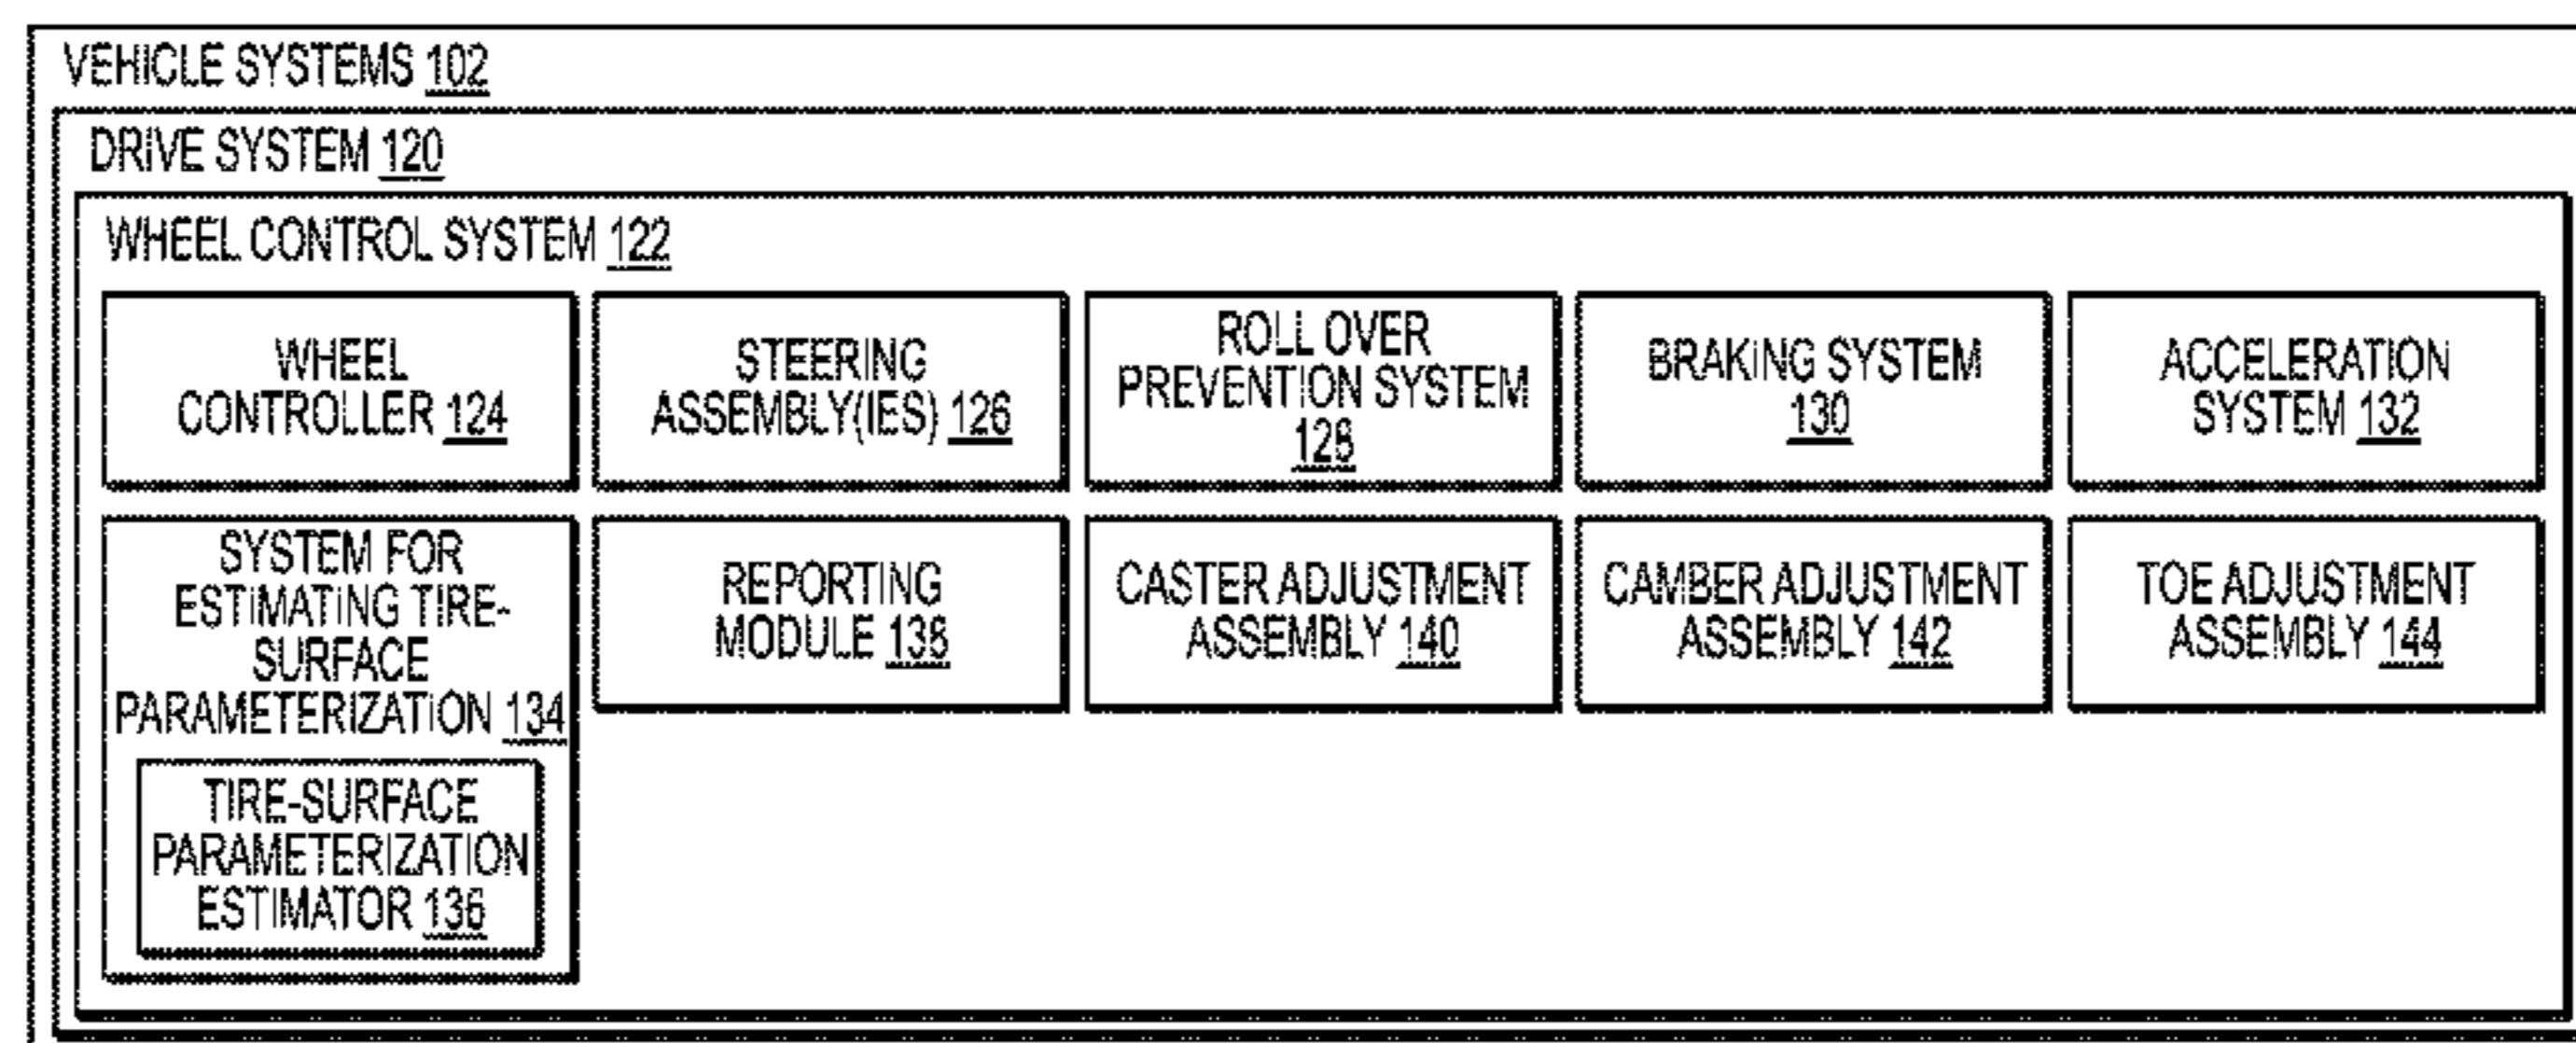 VEHICLE SYSTEMS 102
DRIVE SYSTEM 120
WHEEL CONTROL SYSTEM 122
WHEEL
CONTROLLER 124
STEERING
ASSEMBLY(IES) 126
ROLL OVER
PREVENTION SYSTEM
128
BRAKING SYSTEM
130
ACCELERATION
SYSTEM 132
SYSTEM FOR
ESTIMATING TIRE-
SURFACE
PARAMETERIZATION 134
TIRE-SURFACE
PARAMETERIZATION
ESTIMATOR 136
REPORTING
MODULE 138
CASTER ADJUSTMENT
ASSEMBLY 140
CAMBER ADJUSTMENT
ASSEMBLY 142
TOE ADJUSTMENT
ASSEMBLY 144